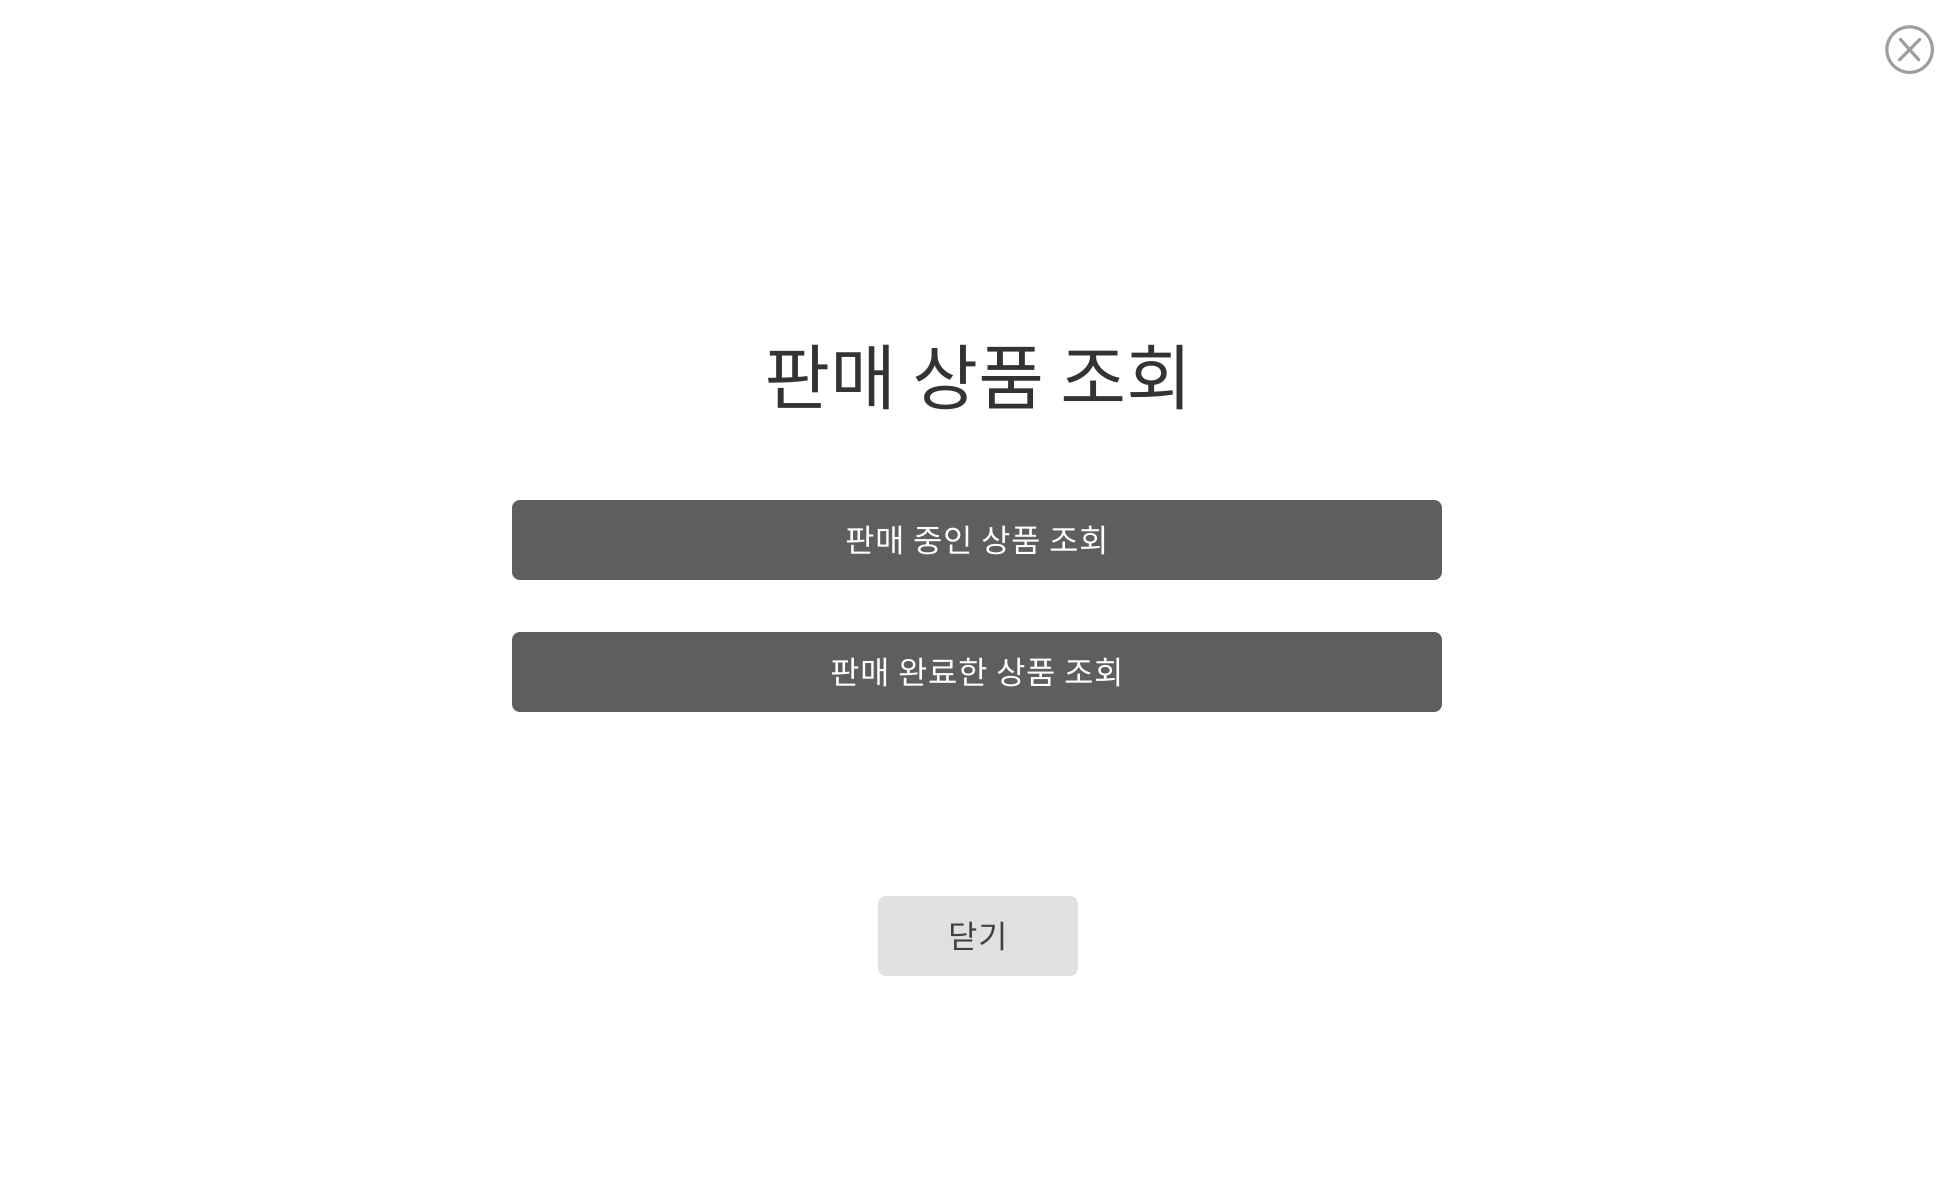 판매 상품 조회
판매 중인 상품 조회
판매 완료한 상품 조회
닫기